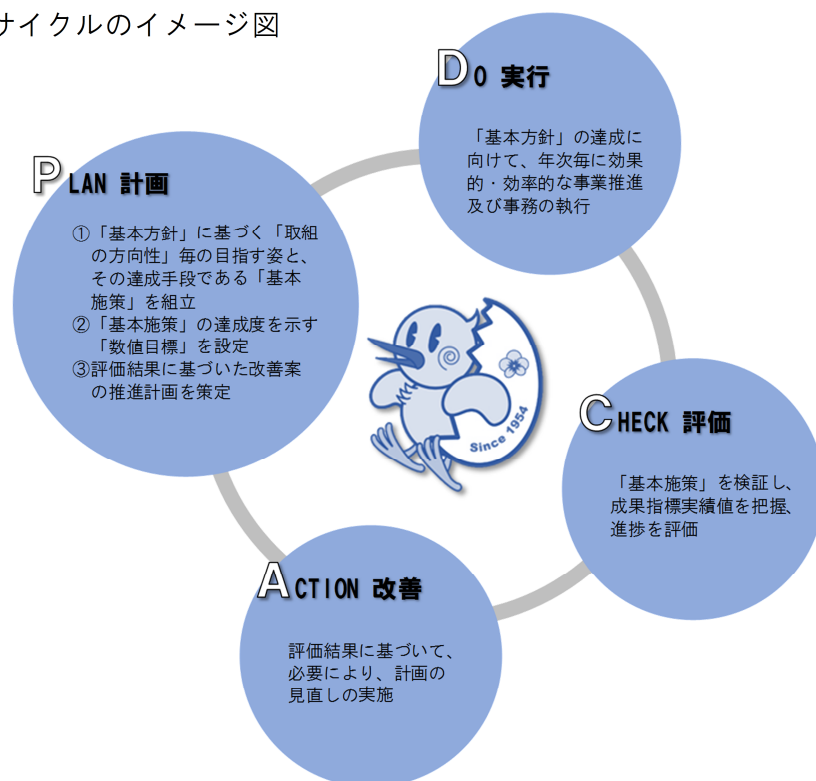 サイクルのイメージ図
PLAN 計画
①「基本方針」に基づく「取組
の方向性」毎の目指す姿と、
その達成手段である「基本
施策」を組立
②「基本施策」の達成度を示す
「数値目標」を設定
③評価結果に基づいた改善案
の推進計画を策定
DO 実行
「基本方針」の達成に
向けて、年次毎に効果
的・効率的な事業推進
及び事務の執行
Since 1954
CHECK 評価
「基本施策」を検証し、
成果指標実績値を把握、
進捗を評価
ACTION 改善
評価結果に基づいて、
必要により、計画の
見直しの実施